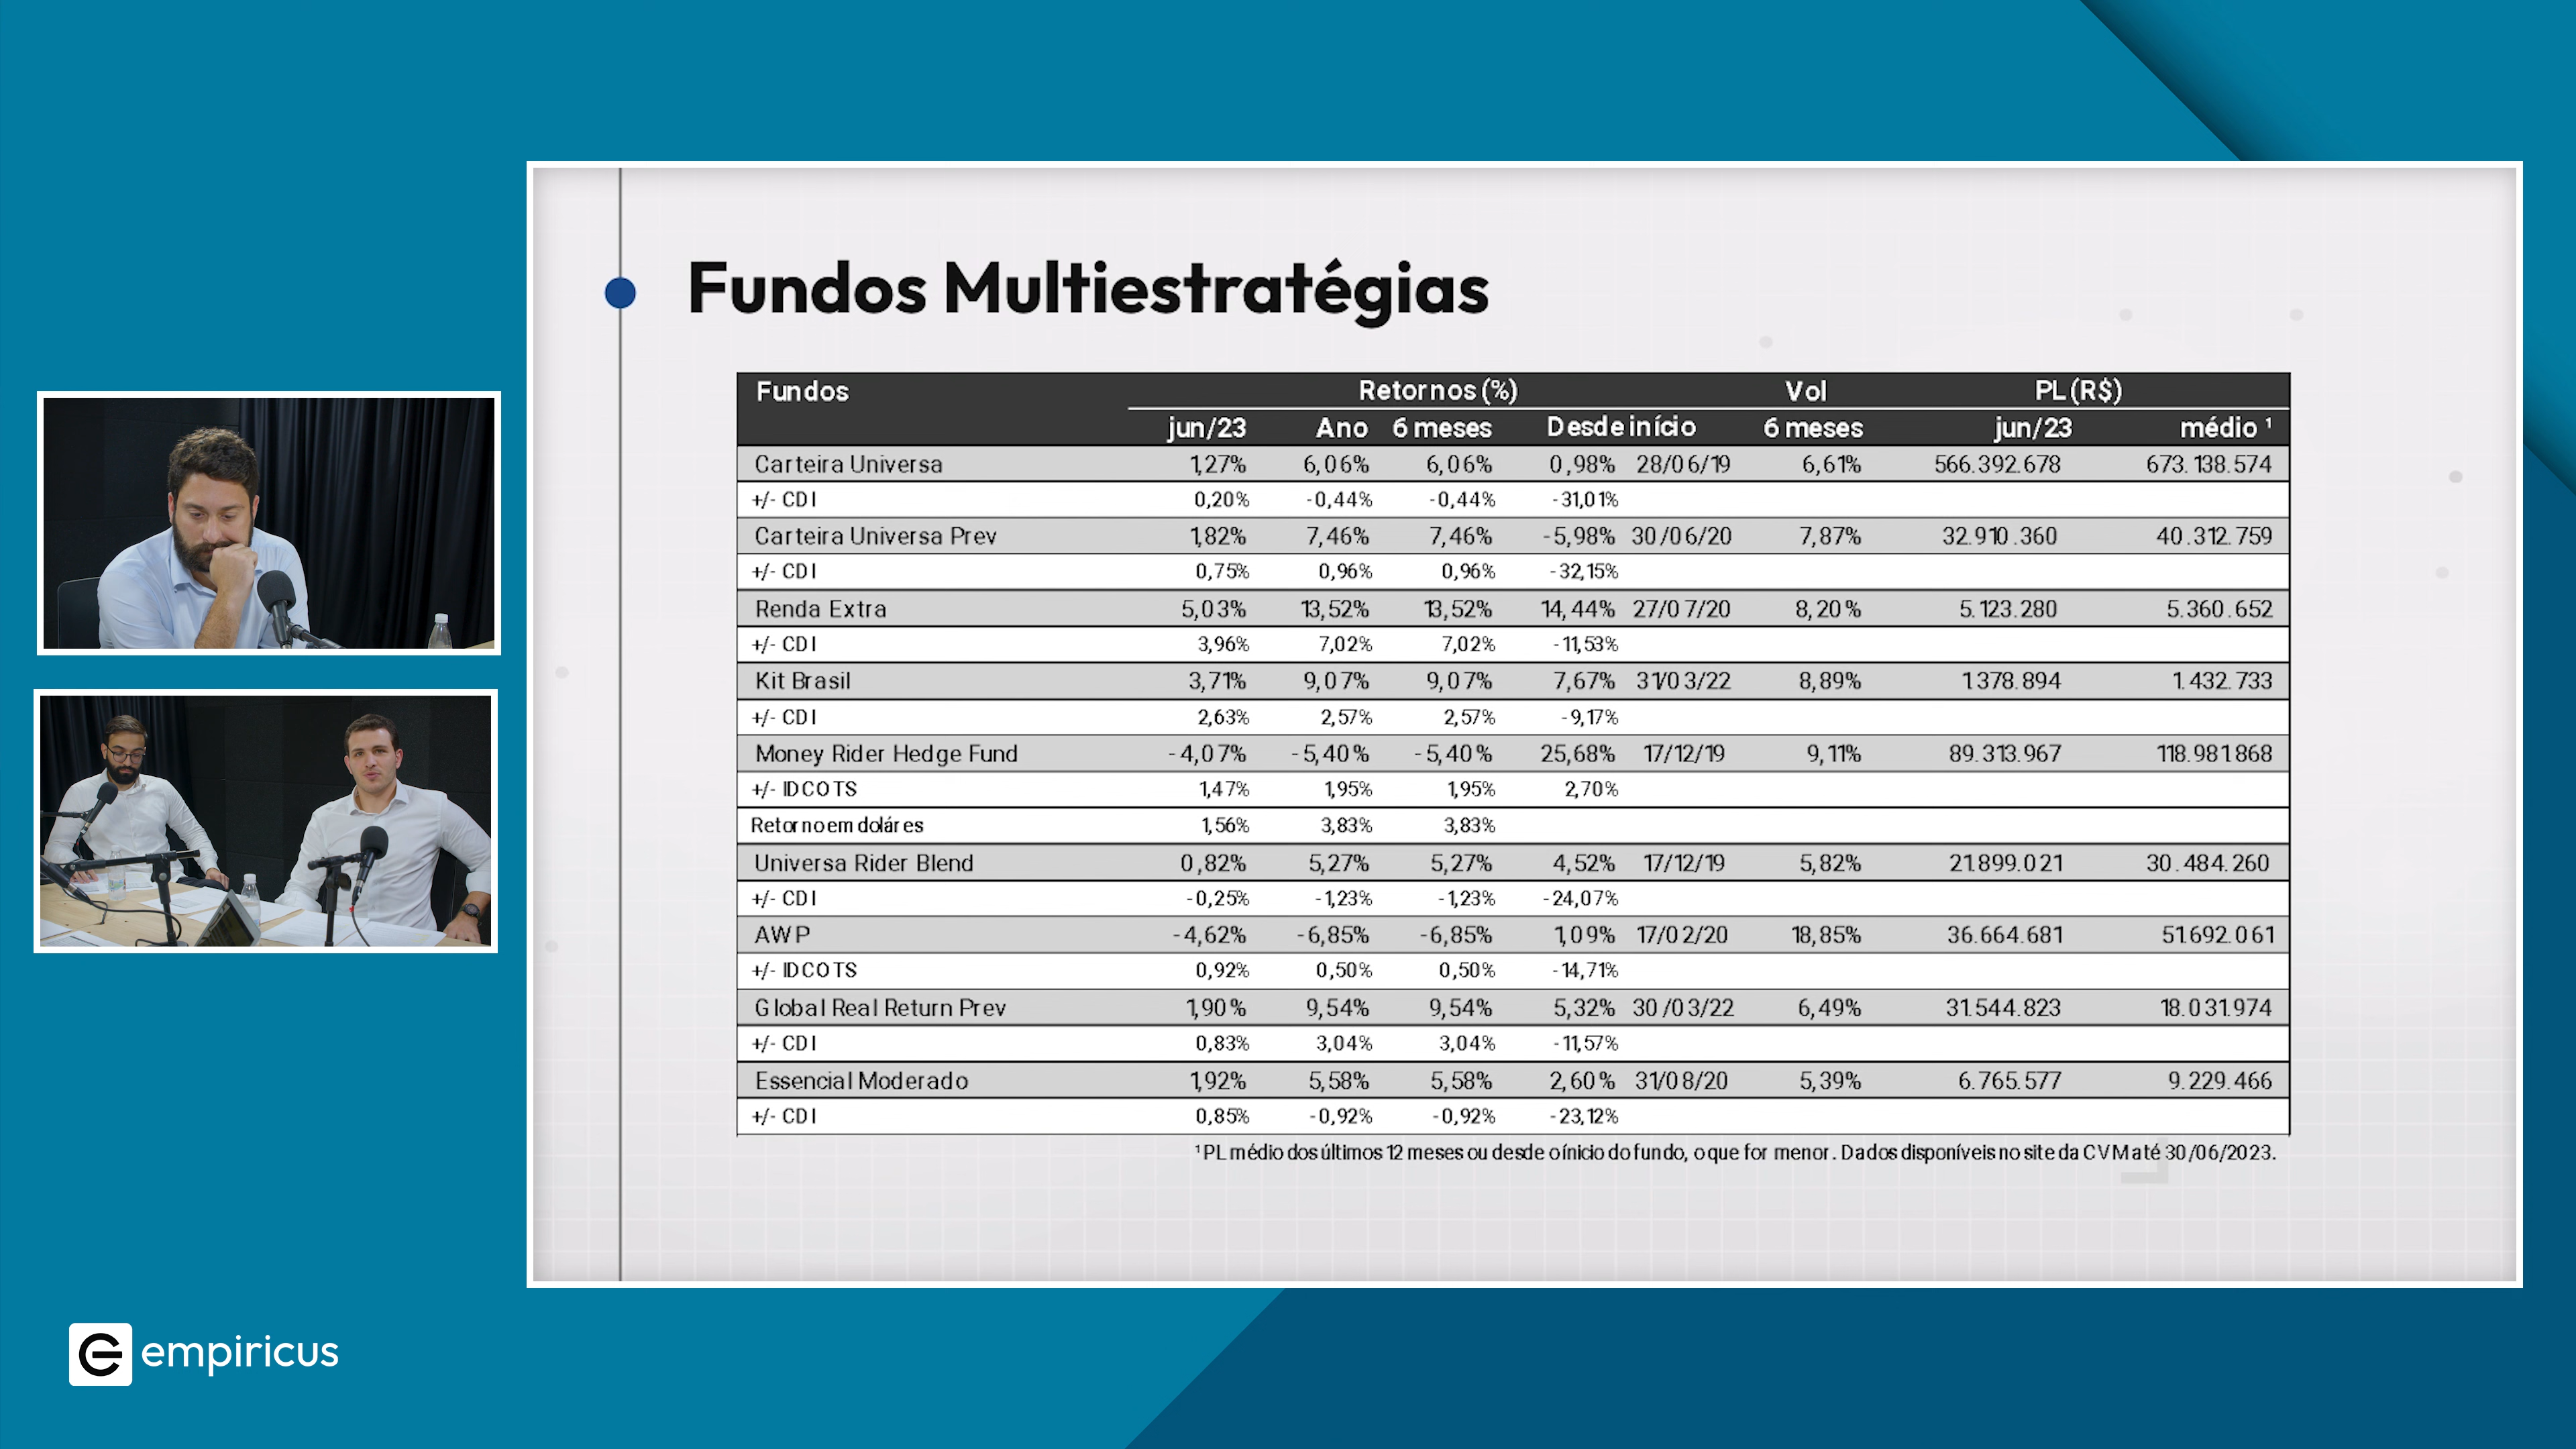 Fundos Multiestratégias
Fundos Retornos (%) Vol PL (R$)
jun/23 Ano 6 meses Desde início 6 meses jun/23 médio ¹
Carteira Universa 1,27% 6,06% 6,06% 0,98% 28/06/19 6,61% 566.392.678 673.138.574
+/- CDI 0,20% -0,44% -0,44% -31,01%
Carteira Universa Prev 1,82% 7,46% 7,46% -5,98% 30/06/20 7,87% 32.910.360 40.312.759
+/- CDI 0,75% 0,96% 0,96% -32,15%
Renda Extra 5,03% 13,52% 13,52% 14,44% 27/07/20 8,20% 5.123.280 5.360.652
+/- CDI 3,96% 7,02% 7,02% -11,53%
Kit Brasil 3,71% 9,07% 9,07% 7,67% 31/03/22 8,89% 1.378.894 1.432.733
+/- CDI 2,63% 2,57% 2,57% -9,17%
Money Rider Hedge Fund -4,07% -5,40% -5,40% 25,68% 17/12/19 9,11% 89.313.967 118.981.868
+/- IDCOTS 1,47% 1,95% 1,95% 2,70%
Retorno em doláres 1,56% 3,83% 3,83%
Universa Rider Blend 0,82% 5,27% 5,27% 4,52% 17/12/19 5,82% 21.899.021 30.484.260
+/- CDI -0,25% -1,23% -1,23% -24,07%
AWP -4,62% -6,85% -6,85% 1,09% 17/02/20 18,85% 36.664.681 51.692.061
+/- IDCOTS 0,92% 0,50% 0,50% -14,71%
Global Real Return Prev 1,90% 9,54% 9,54% 5,32% 30/03/22 6,49% 31.544.823 18.031.974
+/- CDI 0,83% 3,04% 3,04% -11,57%
Essencial Moderado 1,92% 5,58% 5,58% 2,60% 31/08/20 5,39% 6.765.577 9.229.466
+/- CDI 0,85% -0,92% -0,92% -23,12%
¹ PL médio dos últimos 12 meses ou desde o ínicio do fundo, o que for menor. Dados disponíveis no site da CVM até 30/06/2023.
empiricus